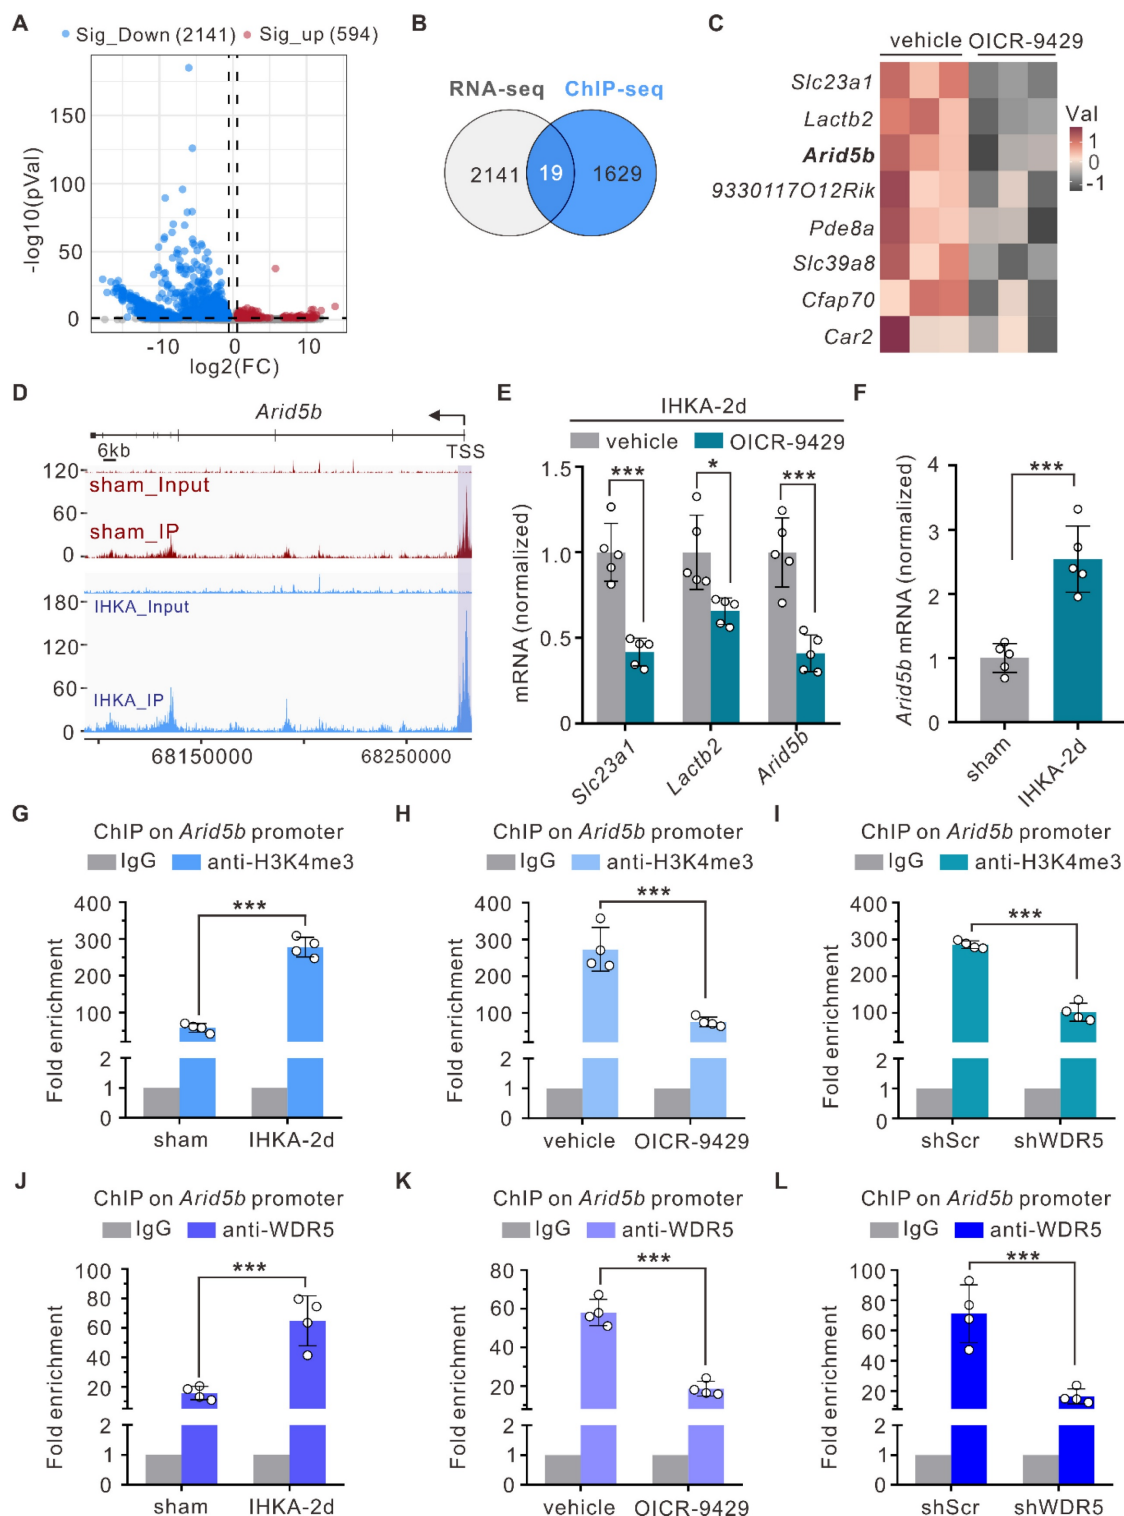 A
Sig_Down (2141) Sig_up (594)
-log10(pVal)
150
100
50
0
-10 0 10
log2(FC)
B
RNA-seq ChIP-seq
2141 19 1629
C
vehicle OICR-9429
Slc23a1
Lactb2
Arid5b
9330117O12Rik
Pde8a
Slc39a8
Cfap70
Car2
Val
1
0
-1
D
Arid5b
6kb
TSS
120
sham_Input
60
sham_IP
0
180
IHKA_Input
120
60
IHKA_IP
0
68150000 68250000
E
IHKA-2d
vehicle OICR-9429
mRNA (normalized)
1.5
1.0
0.5
0
*** * ***
Slc23a1 Lactb2 Arid5b
F
Arid5b mRNA (normalized)
4
3
2
1
0
***
sham IHKA-2d
G
ChIP on Arid5b promoter
IgG anti-H3K4me3
Fold enrichment
400
300
200
100
2
1
0
***
sham IHKA-2d
H
ChIP on Arid5b promoter
IgG anti-H3K4me3
Fold enrichment
400
300
200
100
2
1
0
***
vehicle OICR-9429
I
ChIP on Arid5b promoter
IgG anti-H3K4me3
Fold enrichment
400
300
200
100
2
1
0
***
shScr shWDR5
J
ChIP on Arid5b promoter
IgG anti-WDR5
Fold enrichment
100
80
60
40
20
2
1
0
***
sham IHKA-2d
K
ChIP on Arid5b promoter
IgG anti-WDR5
Fold enrichment
80
60
40
20
2
1
0
***
vehicle OICR-9429
L
ChIP on Arid5b promoter
IgG anti-WDR5
Fold enrichment
100
80
60
40
20
2
1
0
***
shScr shWDR5